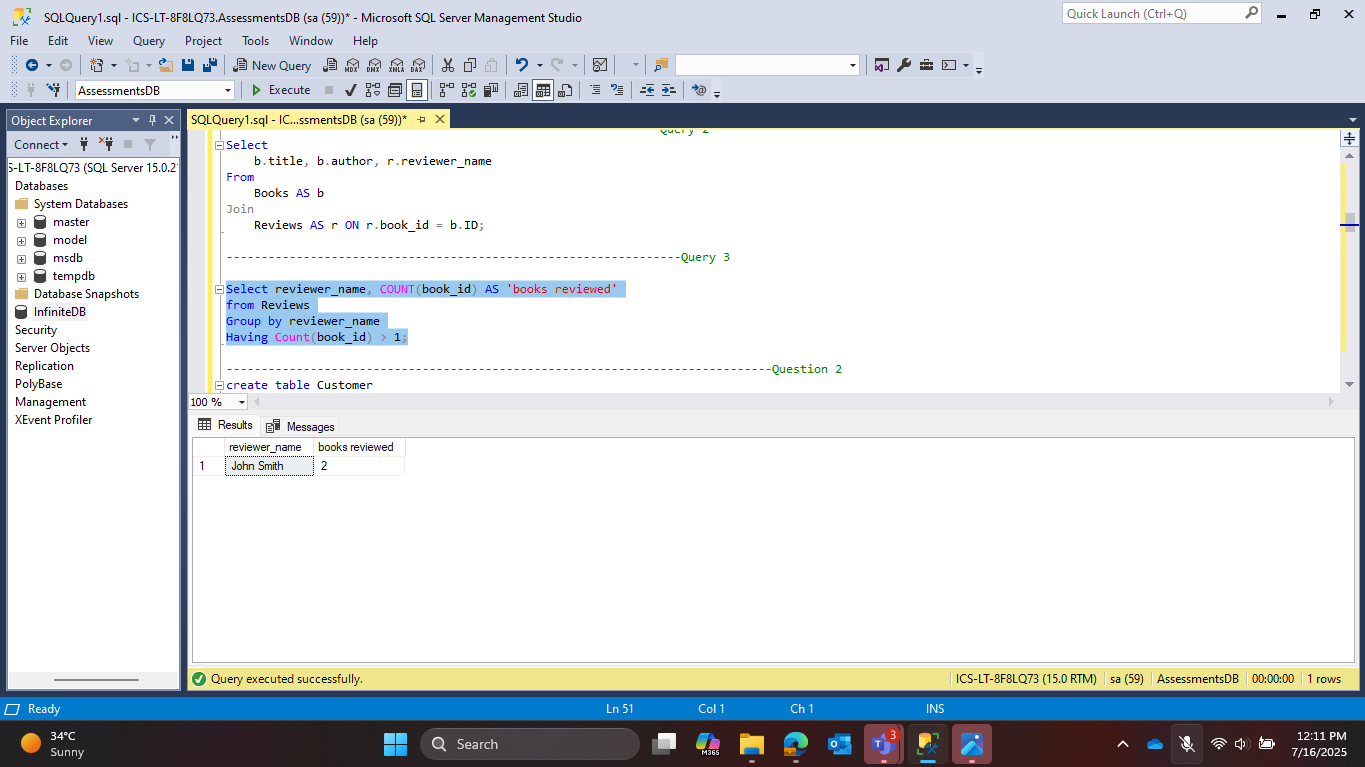 SQLQuery1.sql - ICS-LT-8F8LQ73.AssessmentsDB (sa (59))* - Microsoft SQL Server Management Studio
Quick Launch (Ctrl+Q)
File Edit View Query Project Tools Window Help
New Query MDX DMX XMLA DAX
AssessmentsDB Execute
Object Explorer
SQLQuery1.sql - IC...ssmentsDB (sa (59))*
Connect
S-LT-8F8LQ73 (SQL Server 15.0.2
Databases
System Databases
master
model
msdb
tempdb
Database Snapshots
InfiniteDB
Security
Server Objects
Replication
PolyBase
Management
XEvent Profiler
Query 2
Select
b.title, b.author, r.reviewer_name
From
Books AS b
Join
Reviews AS r ON r.book_id = b.ID;
-----------------------------------------------------------------Query 3
Select reviewer_name, COUNT(book_id) AS 'books reviewed'
from Reviews
Group by reviewer_name
Having Count(book_id) > 1;
------------------------------------------------------------------------------Question 2
create table Customer
100 %
Results Messages
reviewer_name books reviewed
1 John Smith 2
Query executed successfully. ICS-LT-8F8LQ73 (15.0 RTM) sa (59) AssessmentsDB 00:00:00 1 rows
Ready Ln 51 Col 1 Ch 1 INS
34°C
Sunny
Search
M365
3
12:11 PM
7/16/2025